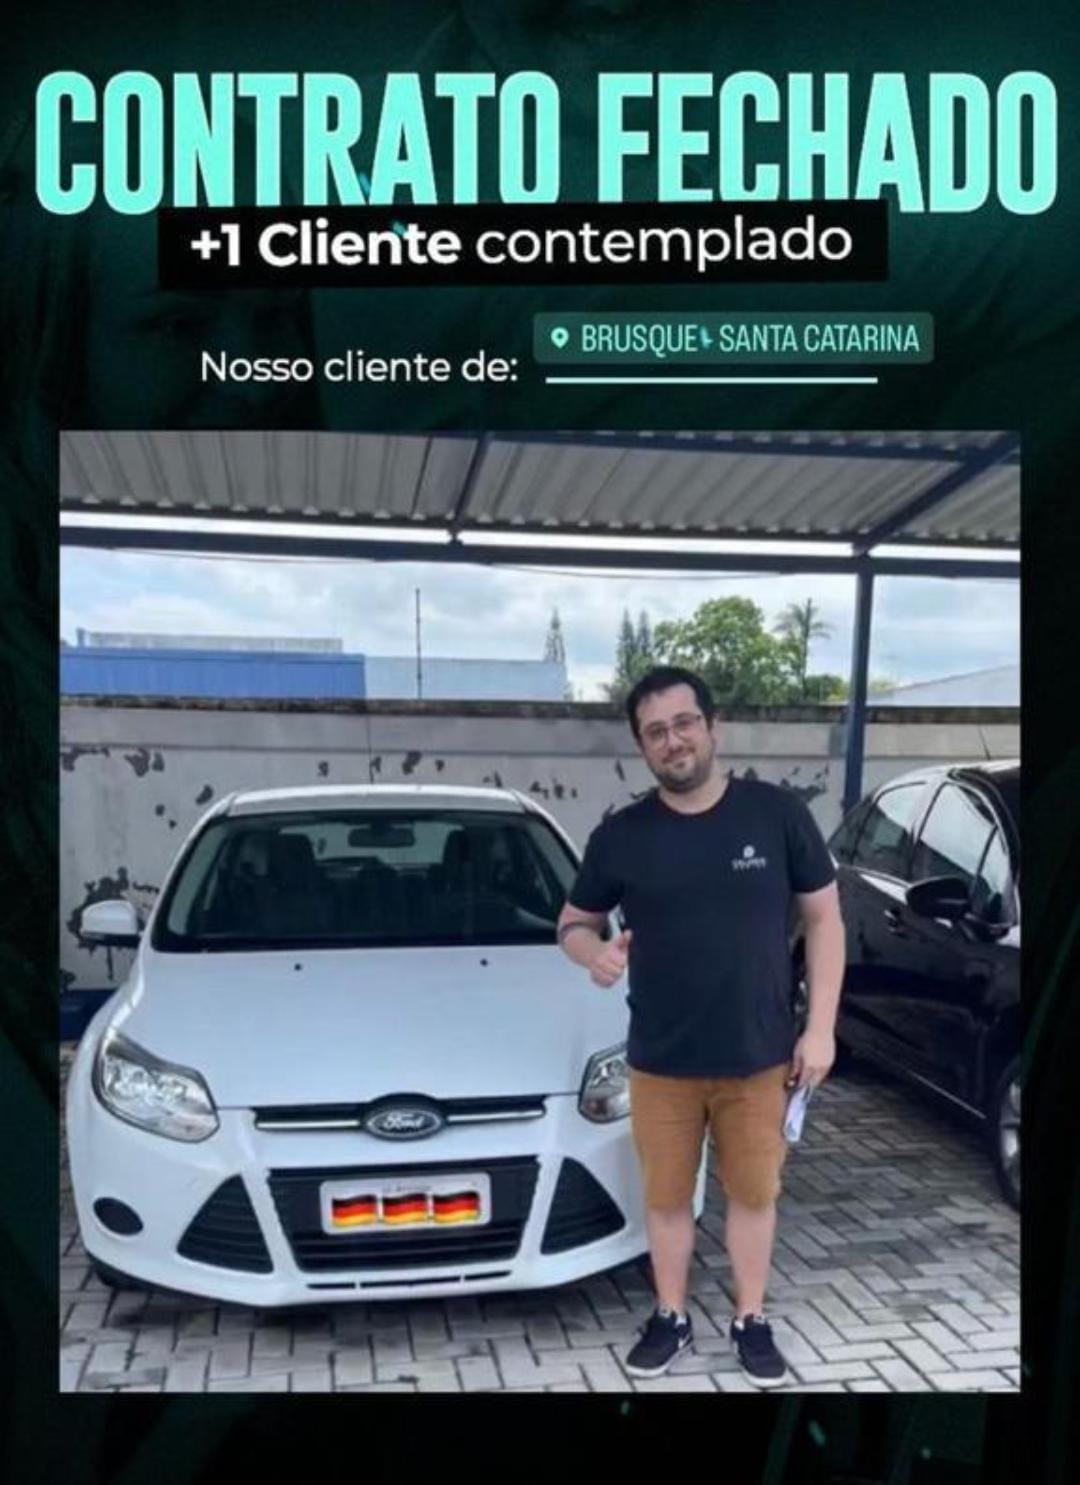 CONTRATO FECHADO
+1 Cliente contemplado
BRUSQUE SANTA CATARINA
Nosso cliente de:
Ford